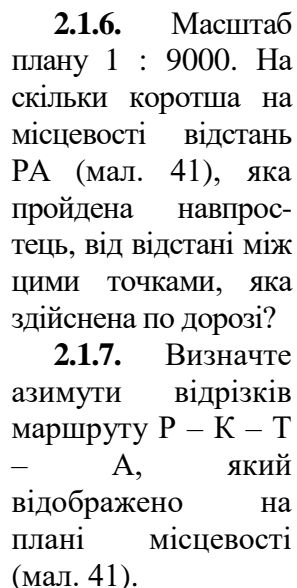 2.1.6. Масштаб
плану 1 : 9000. На
скільки коротша на
місцевості відстань
РА (мал. 41), яка
пройдена навпрос-
тець, від відстані між
цими точками, яка
здійснена по дорозі?
2.1.7. Визначте
азимути відрізків
маршруту Р – К – Т
– А, який
відображено на
плані місцевості
(мал. 41).